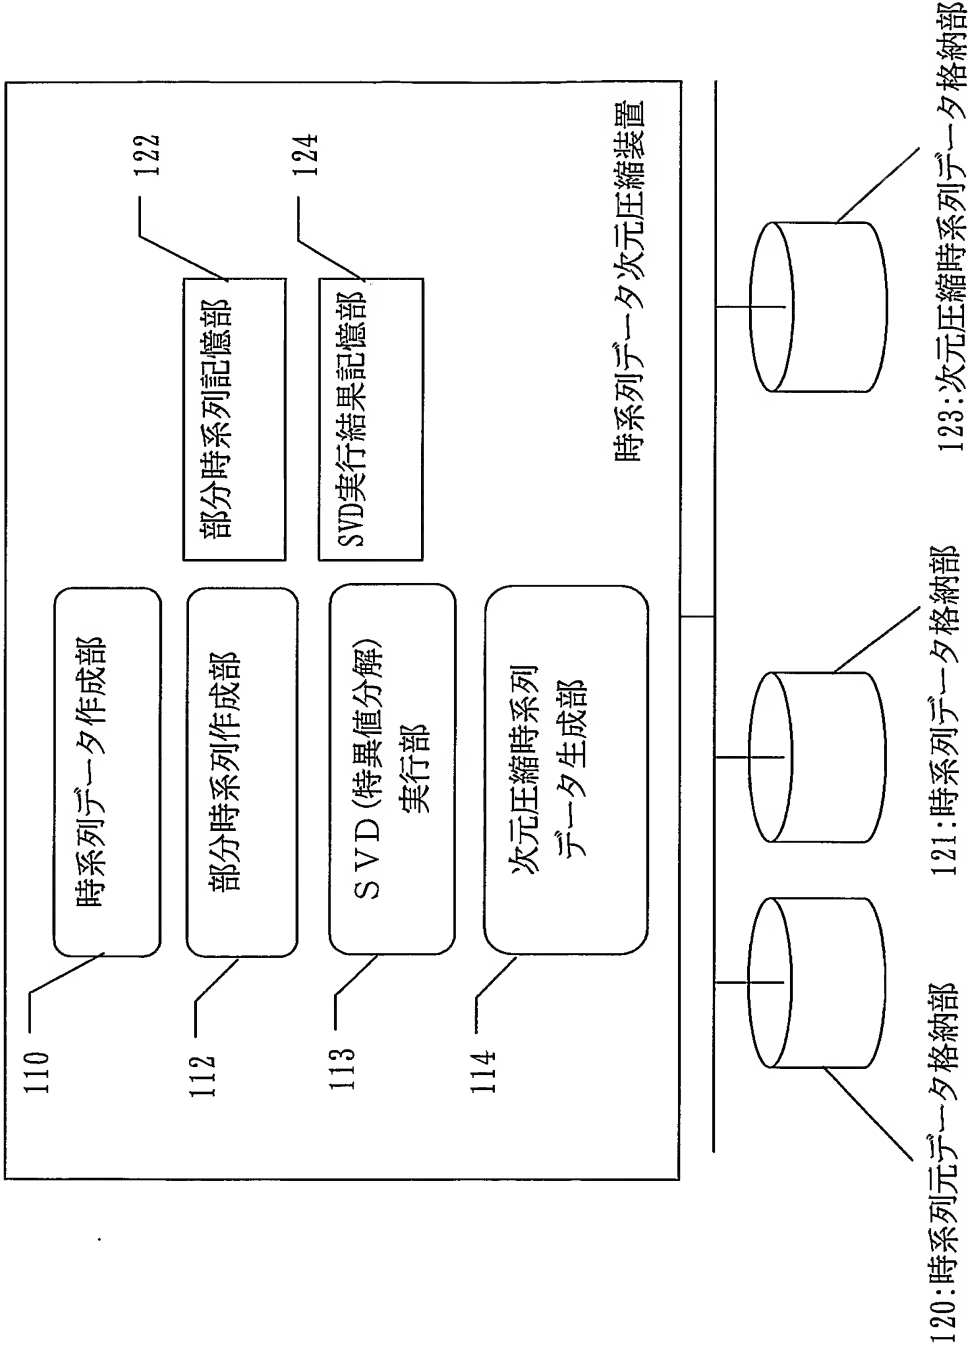 110
時系列データ作成部
112
部分時系列作成部
122
部分時系列記憶部
113
SVD(特異値分解)
実行部
124
SVD実行結果記憶部
114
次元圧縮時系列
データ生成部
時系列データ次元圧縮装置
120:時系列元データ格納部
121:時系列データ格納部
123:次元圧縮時系列データ格納部